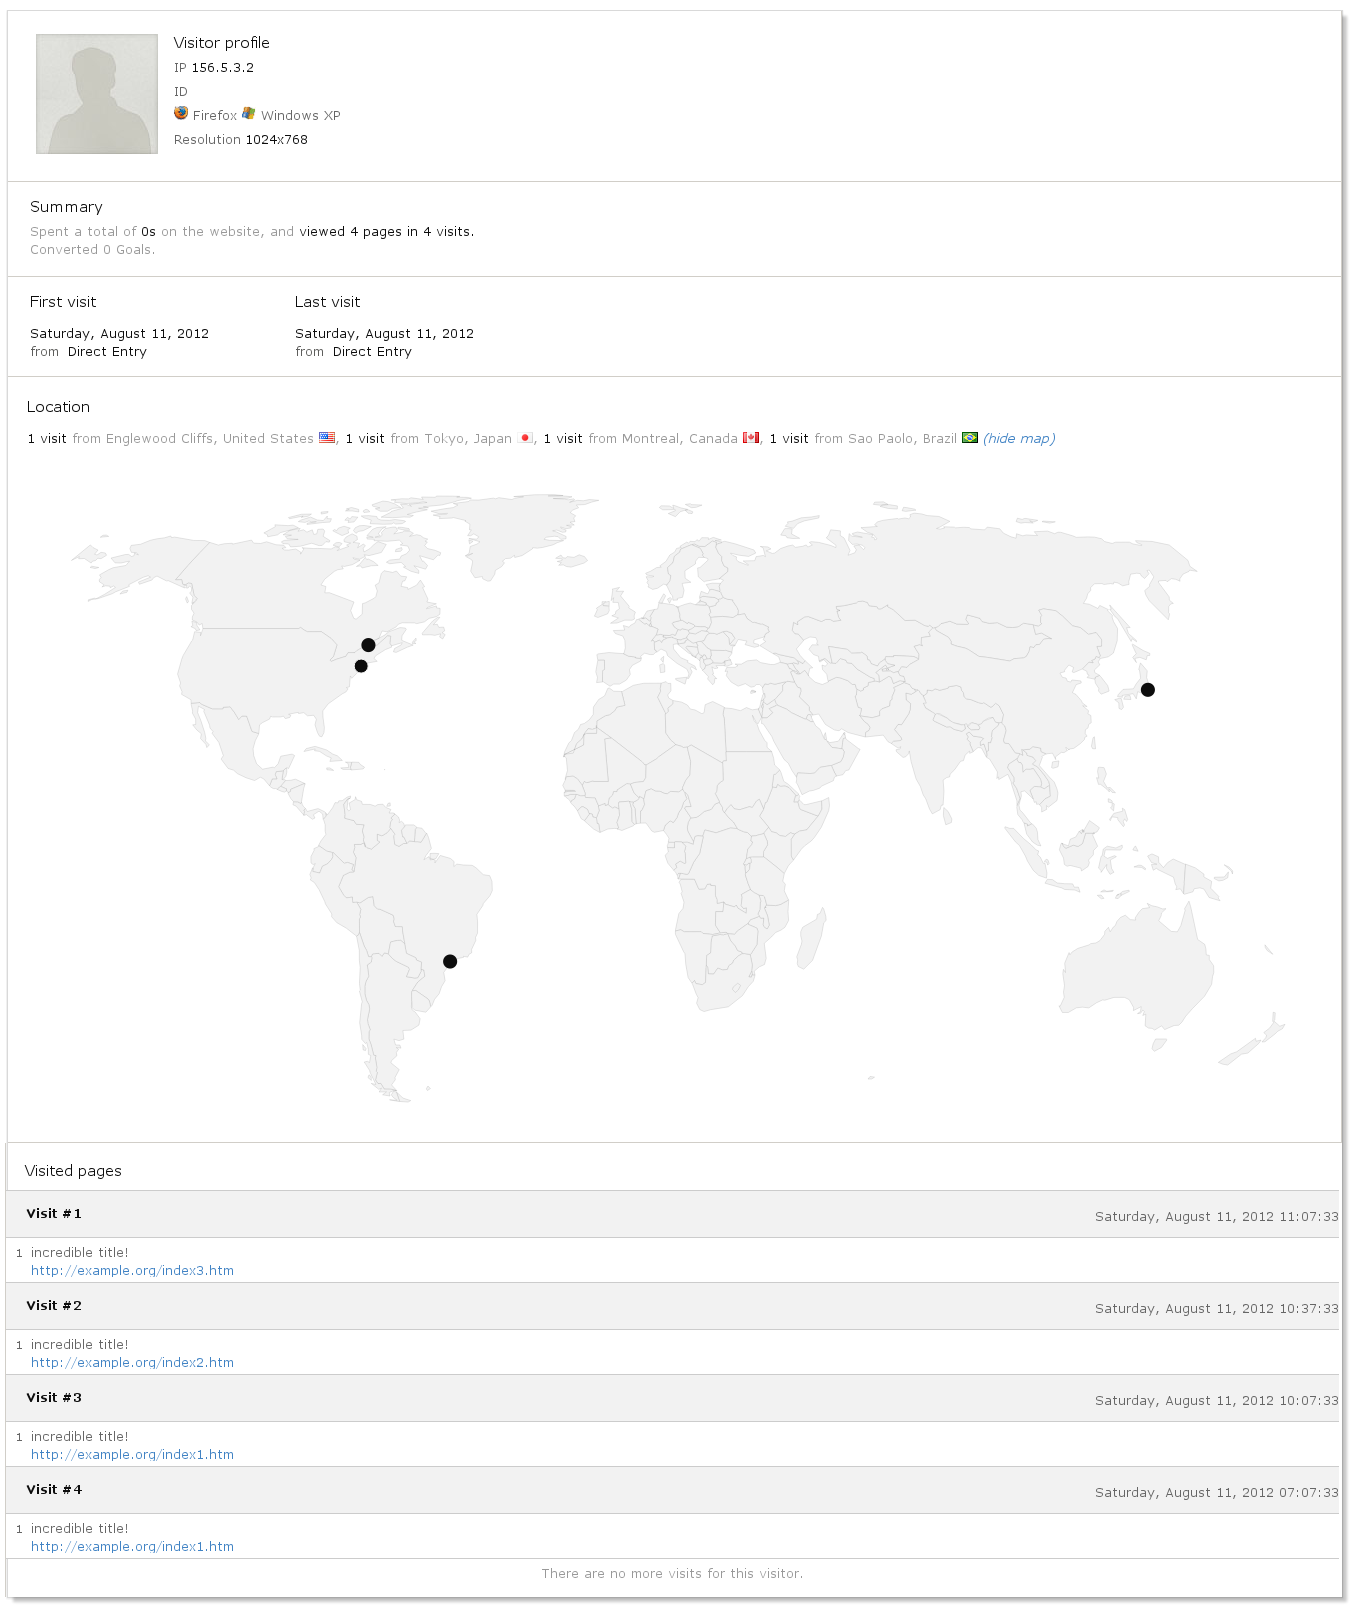 Visitor profile
IP 156.5.3.2
ID
Firefox Windows XP
Resolution 1024x768
Summary
Spent a total of 0s on the website, and viewed 4 pages in 4 visits.
Converted 0 Goals.
First visit
Saturday, August 11, 2012
from Direct Entry
Last visit
Saturday, August 11, 2012
from Direct Entry
Location
1 visit from Englewood Cliffs, United States, 1 visit from Tokyo, Japan, 1 visit from Montreal, Canada, 1 visit from Sao Paolo, Brazil (hide map)
Visited pages
Visit #1 Saturday, August 11, 2012 11:07:33
1 incredible title!
http://example.org/index3.htm
Visit #2 Saturday, August 11, 2012 10:37:33
1 incredible title!
http://example.org/index2.htm
Visit #3 Saturday, August 11, 2012 10:07:33
1 incredible title!
http://example.org/index1.htm
Visit #4 Saturday, August 11, 2012 07:07:33
1 incredible title!
http://example.org/index1.htm
There are no more visits for this visitor.